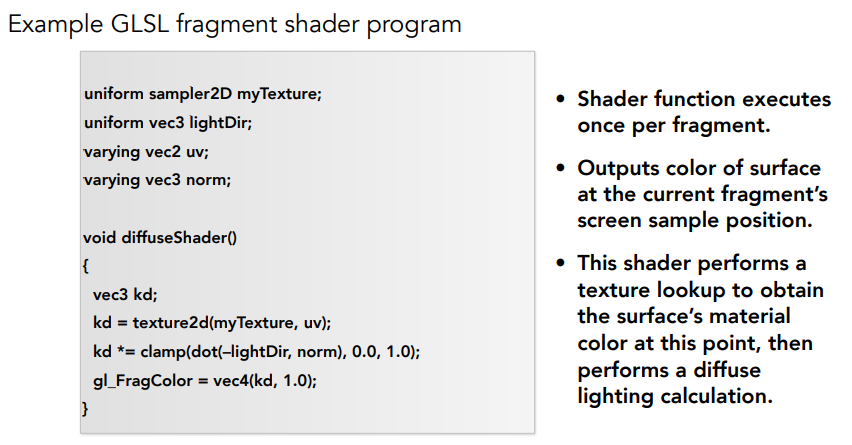 Example GLSL fragment shader program
uniform sampler2D myTexture;
uniform vec3 lightDir;
varying vec2 uv;
varying vec3 norm;
void diffuseShader()
{
vec3 kd;
kd = texture2d(myTexture, uv);
kd *= clamp(dot(–lightDir, norm), 0.0, 1.0);
gl_FragColor = vec4(kd, 1.0);
}
• Shader function executes
once per fragment.
• Outputs color of surface
at the current fragment’s
screen sample position.
• This shader performs a
texture lookup to obtain
the surface’s material
color at this point, then
performs a diffuse
lighting calculation.